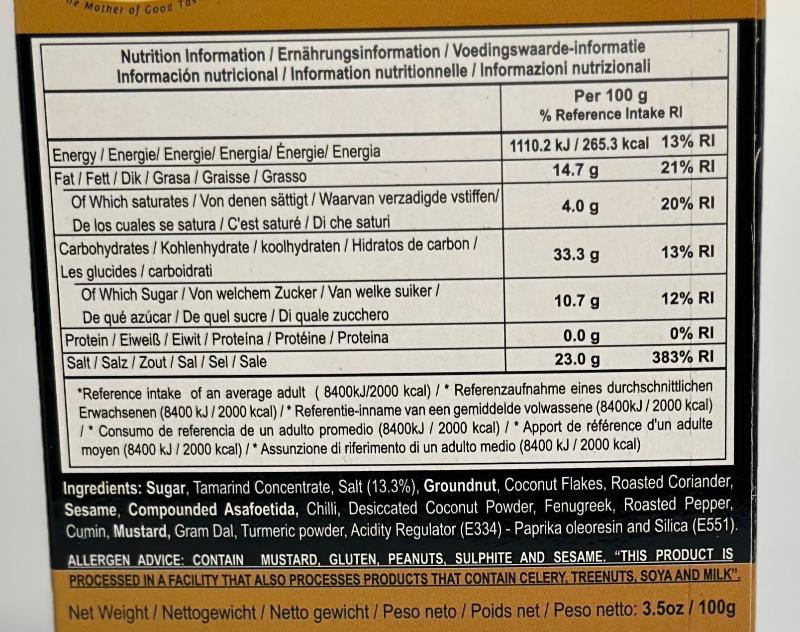 Mother of Good
Nutrition Information / Ernährungsinformation / Voedingswaarde-informatie
Información nutricional / Information nutritionnelle / Informazioni nutrizionali
Per 100 g
% Reference Intake RI
Energy / Energie/ Energie/ Energía/ Énergie/ Energia 1110.2 kJ / 265.3 kcal 13% RI
Fat / Fett / Dik / Grasa / Graisse / Grasso 14.7 g 21% RI
Of Which saturates / Von denen sättigt / Waarvan verzadigde vstiffen/
De los cuales se satura / C'est saturé / Di che saturi 4.0 g 20% RI
Carbohydrates / Kohlenhydrate / koolhydraten / Hidratos de carbon /
Les glucides / carboidrati 33.3 g 13% RI
Of Which Sugar / Von welchem Zucker / Van welke suiker /
De qué azúcar / De quel sucre / Di quale zucchero 10.7 g 12% RI
Protein / Eiweiß / Eiwit / Proteína / Protéine / Proteina 0.0 g 0% RI
Salt / Salz / Zout / Sal / Sel / Sale 23.0 g 383% RI
*Reference intake of an average adult ( 8400kJ/2000 kcal) / * Referenzaufnahme eines durchschnittlichen
Erwachsenen (8400 kJ / 2000 kcal) / * Referentie-inname van een gemiddelde volwassene (8400kJ / 2000 kcal)
/ * Consumo de referencia de un adulto promedio (8400kJ / 2000 kcal) / * Apport de référence d'un adulte
moyen (8400 kJ / 2000 kcal) / * Assunzione di riferimento di un adulto medio (8400 kJ / 2000 kcal)
Ingredients: Sugar, Tamarind Concentrate, Salt (13.3%), Groundnut, Coconut Flakes, Roasted Coriander,
Sesame, Compounded Asafoetida, Chilli, Desiccated Coconut Powder, Fenugreek, Roasted Pepper,
Cumin, Mustard, Gram Dal, Turmeric powder, Acidity Regulator (E334) - Paprika oleoresin and Silica (E551).
ALLERGEN ADVICE: CONTAIN MUSTARD, GLUTEN, PEANUTS, SULPHITE AND SESAME. "THIS PRODUCT IS
PROCESSED IN A FACILITY THAT ALSO PROCESSES PRODUCTS THAT CONTAIN CELERY, TREENUTS, SOYA AND MILK".
Net Weight / Nettogewicht / Netto gewicht / Peso neto / Poids net / Peso netto: 3.5oz / 100g